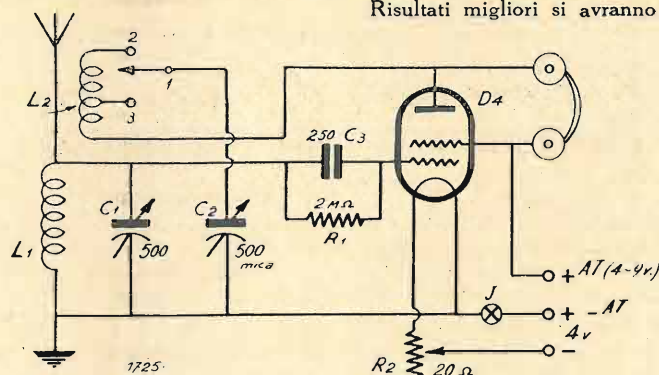 Risultati migliori si avranno
2
1
3
L2
D4
250 C3
2 MΩ
R1
C1
500
C2
500
mica
L1
+ AT (4-9v.)
J
+ - AT
4v
-
R2
20 Ω
1725.